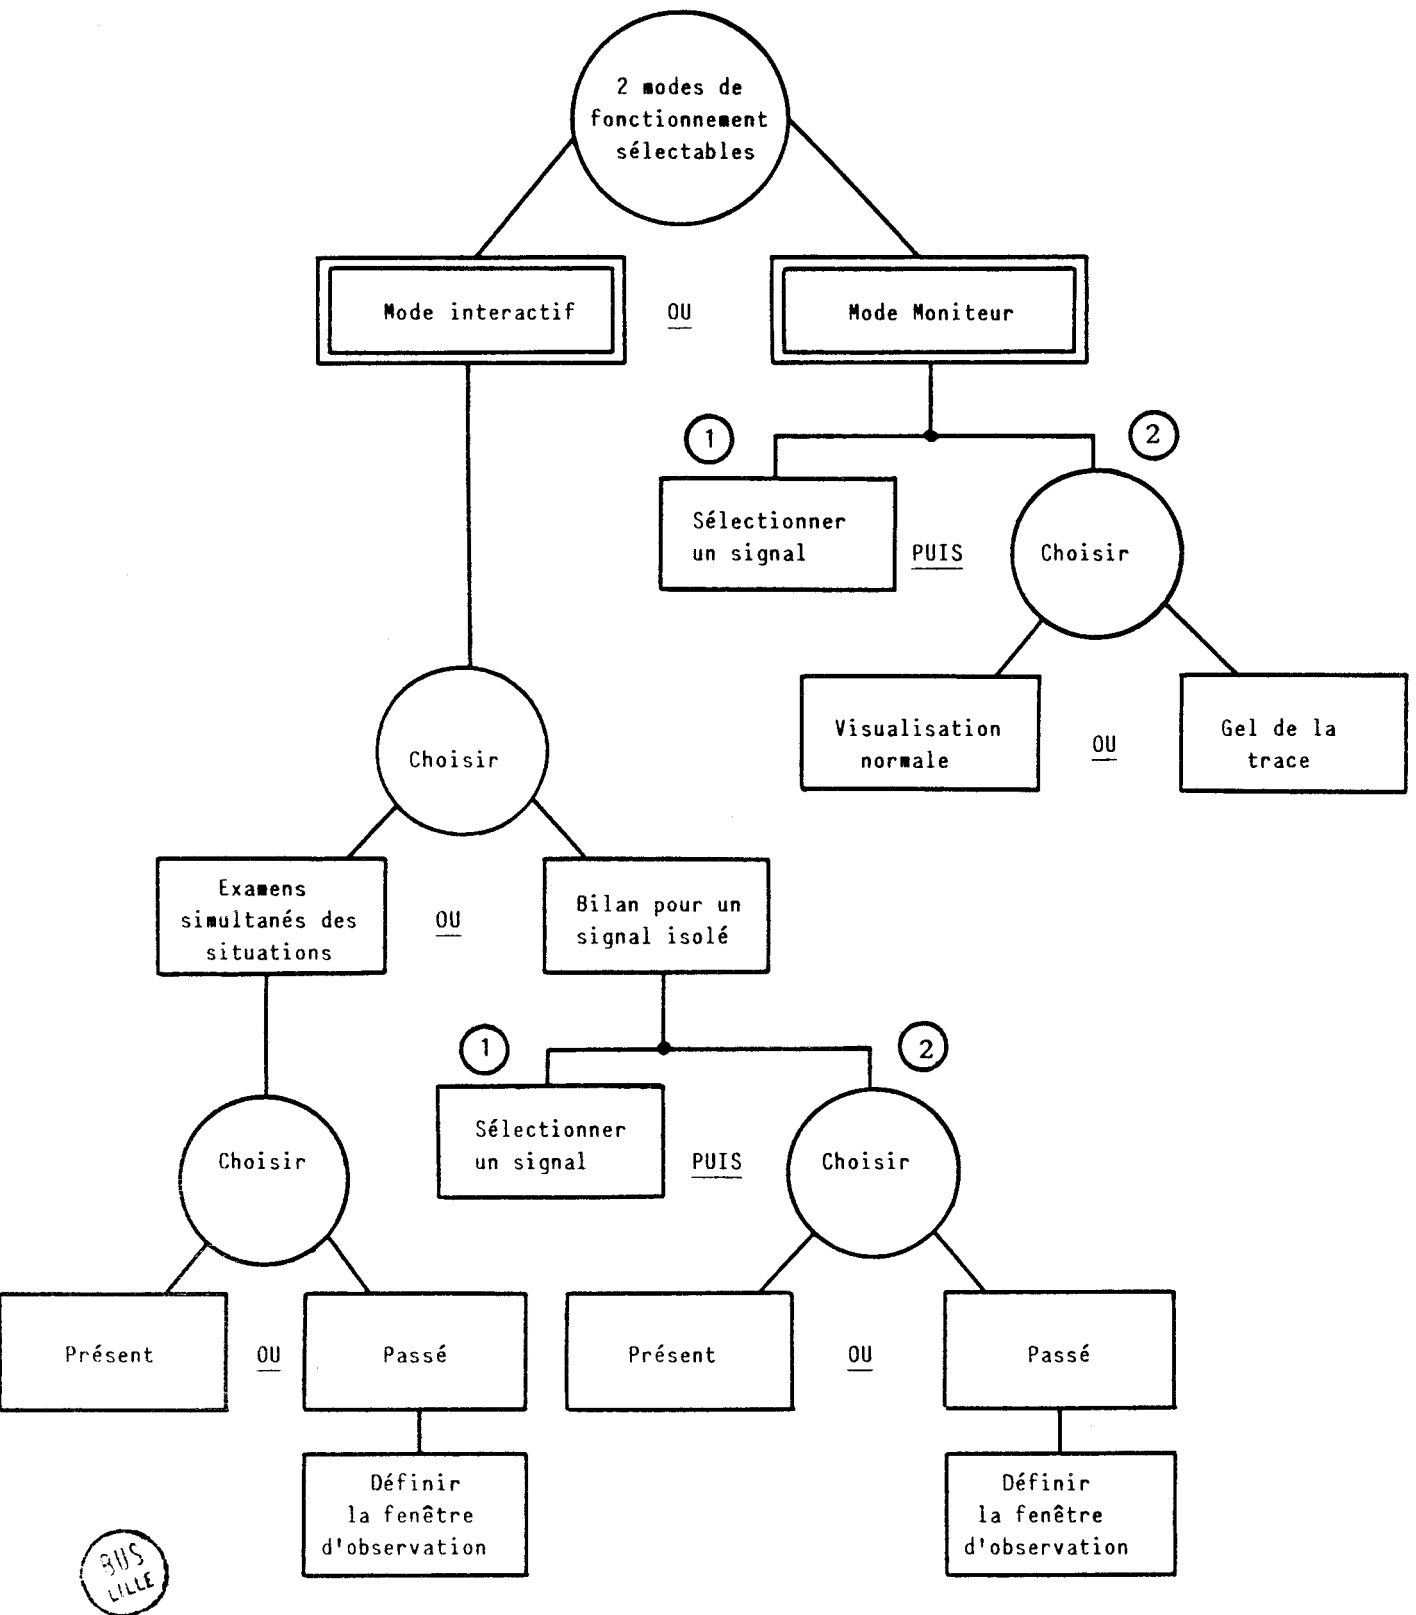 2 modes de
fonctionnement
sélectables
Mode interactif
OU
Mode Moniteur
1
2
Sélectionner
un signal
PUIS
Choisir
Visualisation
normale
OU
Gel de la
trace
Choisir
Examens
simultanés des
situations
OU
Bilan pour un
signal isolé
1
2
Choisir
Sélectionner
un signal
PUIS
Choisir
Présent
OU
Passé
Présent
OU
Passé
Définir
la fenêtre
d'observation
Définir
la fenêtre
d'observation
BUS
LILLE